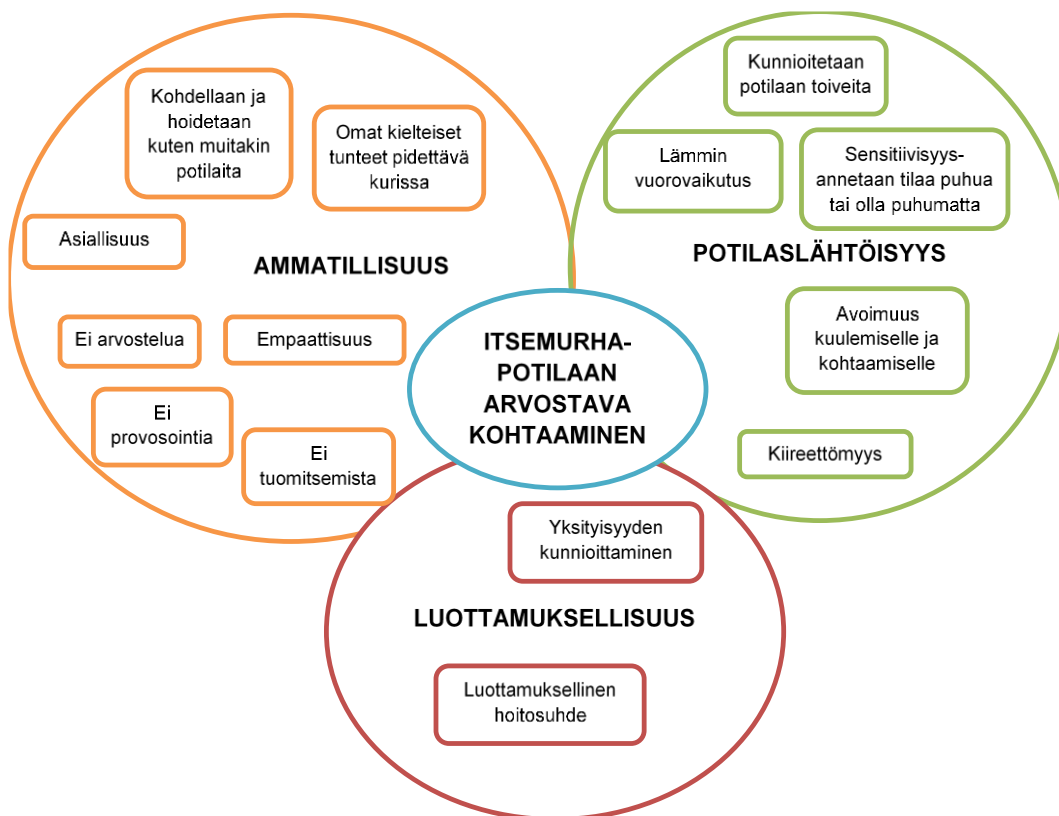 Kohdellaan ja
hoidetaan
kuten muitakin
potilaita
Omat kielteiset
tunteet pidettävä
kurissa
Asiallisuus
AMMATILLISUUS
Ei arvostelua
Empaattisuus
Ei
provosointia
Ei
tuomitsemista
Kunnioitetaan
potilaan toiveita
Lämmin
vuorovaikutus
Sensitiivisyys-
annetaan tilaa puhua
tai olla puhumatta
POTILASLÄHTÖISYYS
Avoimuus
kuulemiselle ja
kohtaamiselle
Kiireettömyys
ITSEMURHA-
POTILAAN
ARVOSTAVA
KOHTAAMINEN
Yksityisyyden
kunnioittaminen
LUOTTAMUKSELLISUUS
Luottamuksellinen
hoitosuhde